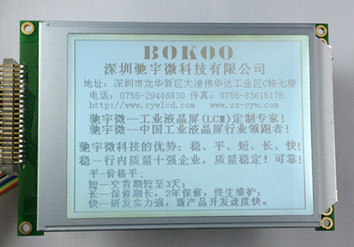 BOKOO
深圳驰宇微科技有限公司
地址：深圳市龙华新区大浪伟华达工业区C栋七楼
电话：0755-29446830 传真：0755-83615175
http://www.cywlcd.com www.zz-cyw.com
驰宇微—工业液晶屏(LCM)定制专家！
驰宇微—中国工业液晶屏行业领跑者！
驰宇微科技的优势：稳、平、短、长、快！
稳—行内质量十强企业，质量稳定！可靠！
平-价格平；
短—交货期短至3天；
长—保修期长，2年保修，终生维护；
快—研发实力强，新产品开发速度快。